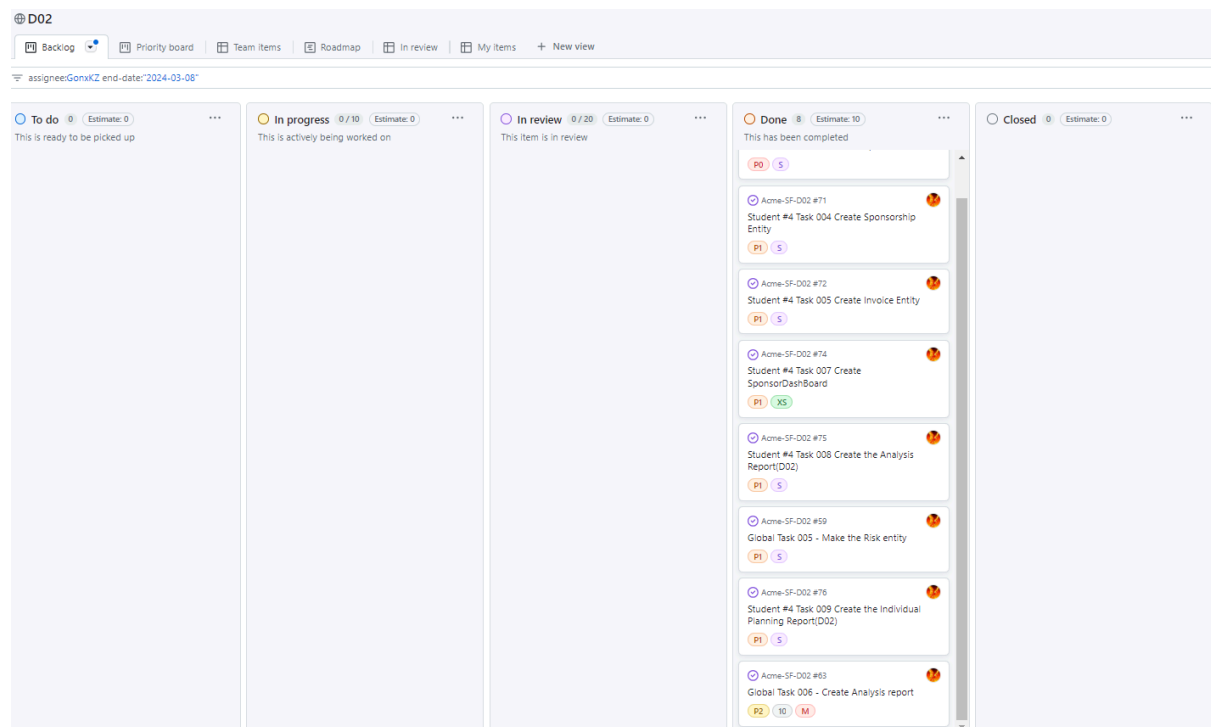 D02
Backlog
Priority board
Team items
Roadmap
In review
My items
+ New view
assignee:GonxKZ end-date:"2024-03-08"
To do 0 Estimate: 0 ...
This is ready to be picked up
In progress 0 / 10 Estimate: 0 ...
This is actively being worked on
In review 0 / 20 Estimate: 0 ...
This item is in review
Done 8 Estimate: 10 ...
This has been completed
P0 S
Acme-SF-D02 #71
Student #4 Task 004 Create Sponsorship
Entity
P1 S
Acme-SF-D02 #72
Student #4 Task 005 Create Invoice Entity
P1 S
Acme-SF-D02 #74
Student #4 Task 007 Create
SponsorDashBoard
P1 XS
Acme-SF-D02 #75
Student #4 Task 008 Create the Analysis
Report(D02)
P1 S
Acme-SF-D02 #59
Global Task 005 - Make the Risk entity
P1 S
Acme-SF-D02 #76
Student #4 Task 009 Create the Individual
Planning Report(D02)
P1 S
Acme-SF-D02 #63
Global Task 006 - Create Analysis report
P2 10 M
Closed 0 Estimate: 0 ...